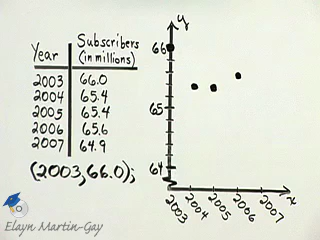 Year Subscribers (in millions)
2003 66.0
2004 65.4
2005 65.4
2006 65.6
2007 64.9
(2003,66.0);
y
66
65
64
2003 2004 2005 2006 2007 x
Elayn Martin-Gay